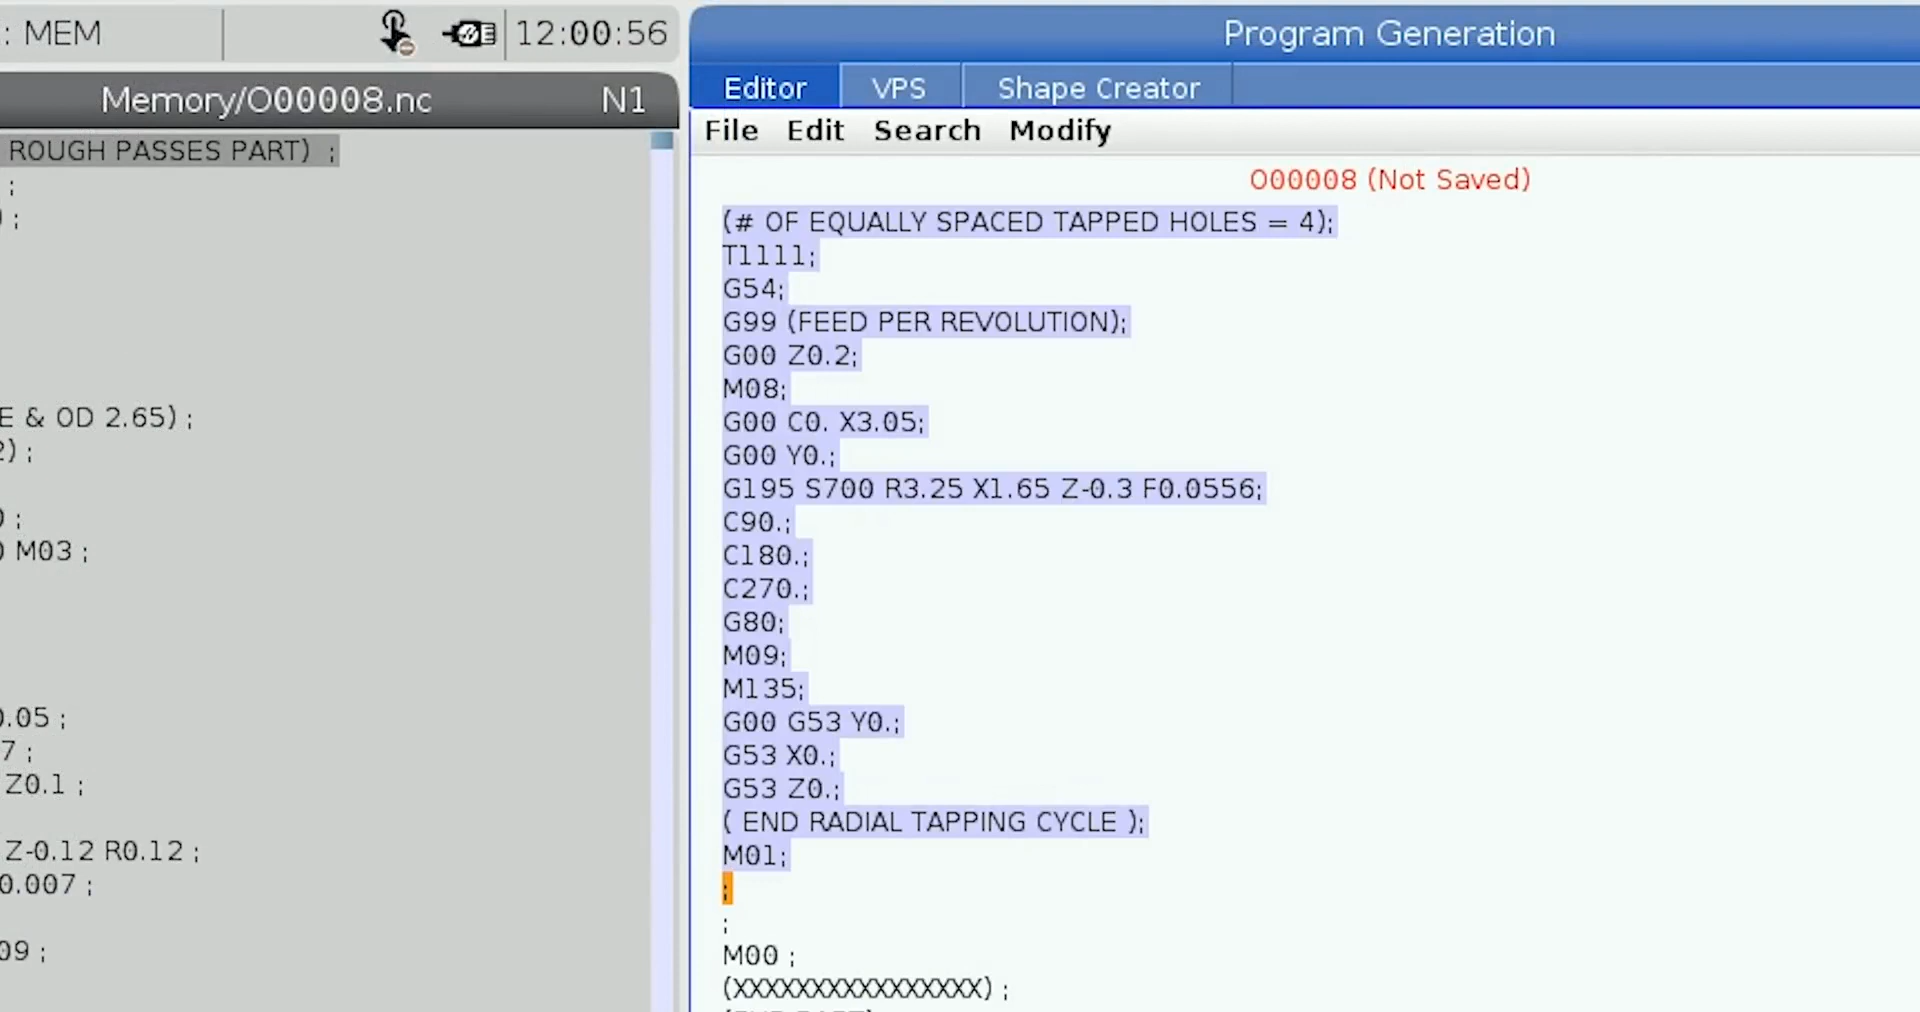 : MEM
12:00:56
Memory/O00008.nc N1
ROUGH PASSES PART) ;
;
) ;
E & OD 2.65) ;
2) ;
0 ;
0 M03 ;
0.05 ;
7 ;
Z0.1 ;
Z-0.12 R0.12 ;
0.007 ;
09 ;
Program Generation
Editor VPS Shape Creator
File Edit Search Modify
O00008 (Not Saved)
(# OF EQUALLY SPACED TAPPED HOLES = 4);
T1111;
G54;
G99 (FEED PER REVOLUTION);
G00 Z0.2;
M08;
G00 C0. X3.05;
G00 Y0.;
G195 S700 R3.25 X1.65 Z-0.3 F0.0556;
C90.;
C180.;
C270.;
G80;
M09;
M135;
G00 G53 Y0.;
G53 X0.;
G53 Z0.;
( END RADIAL TAPPING CYCLE );
M01;
;
;
M00 ;
(XXXXXXXXXXXXXXXX) ;